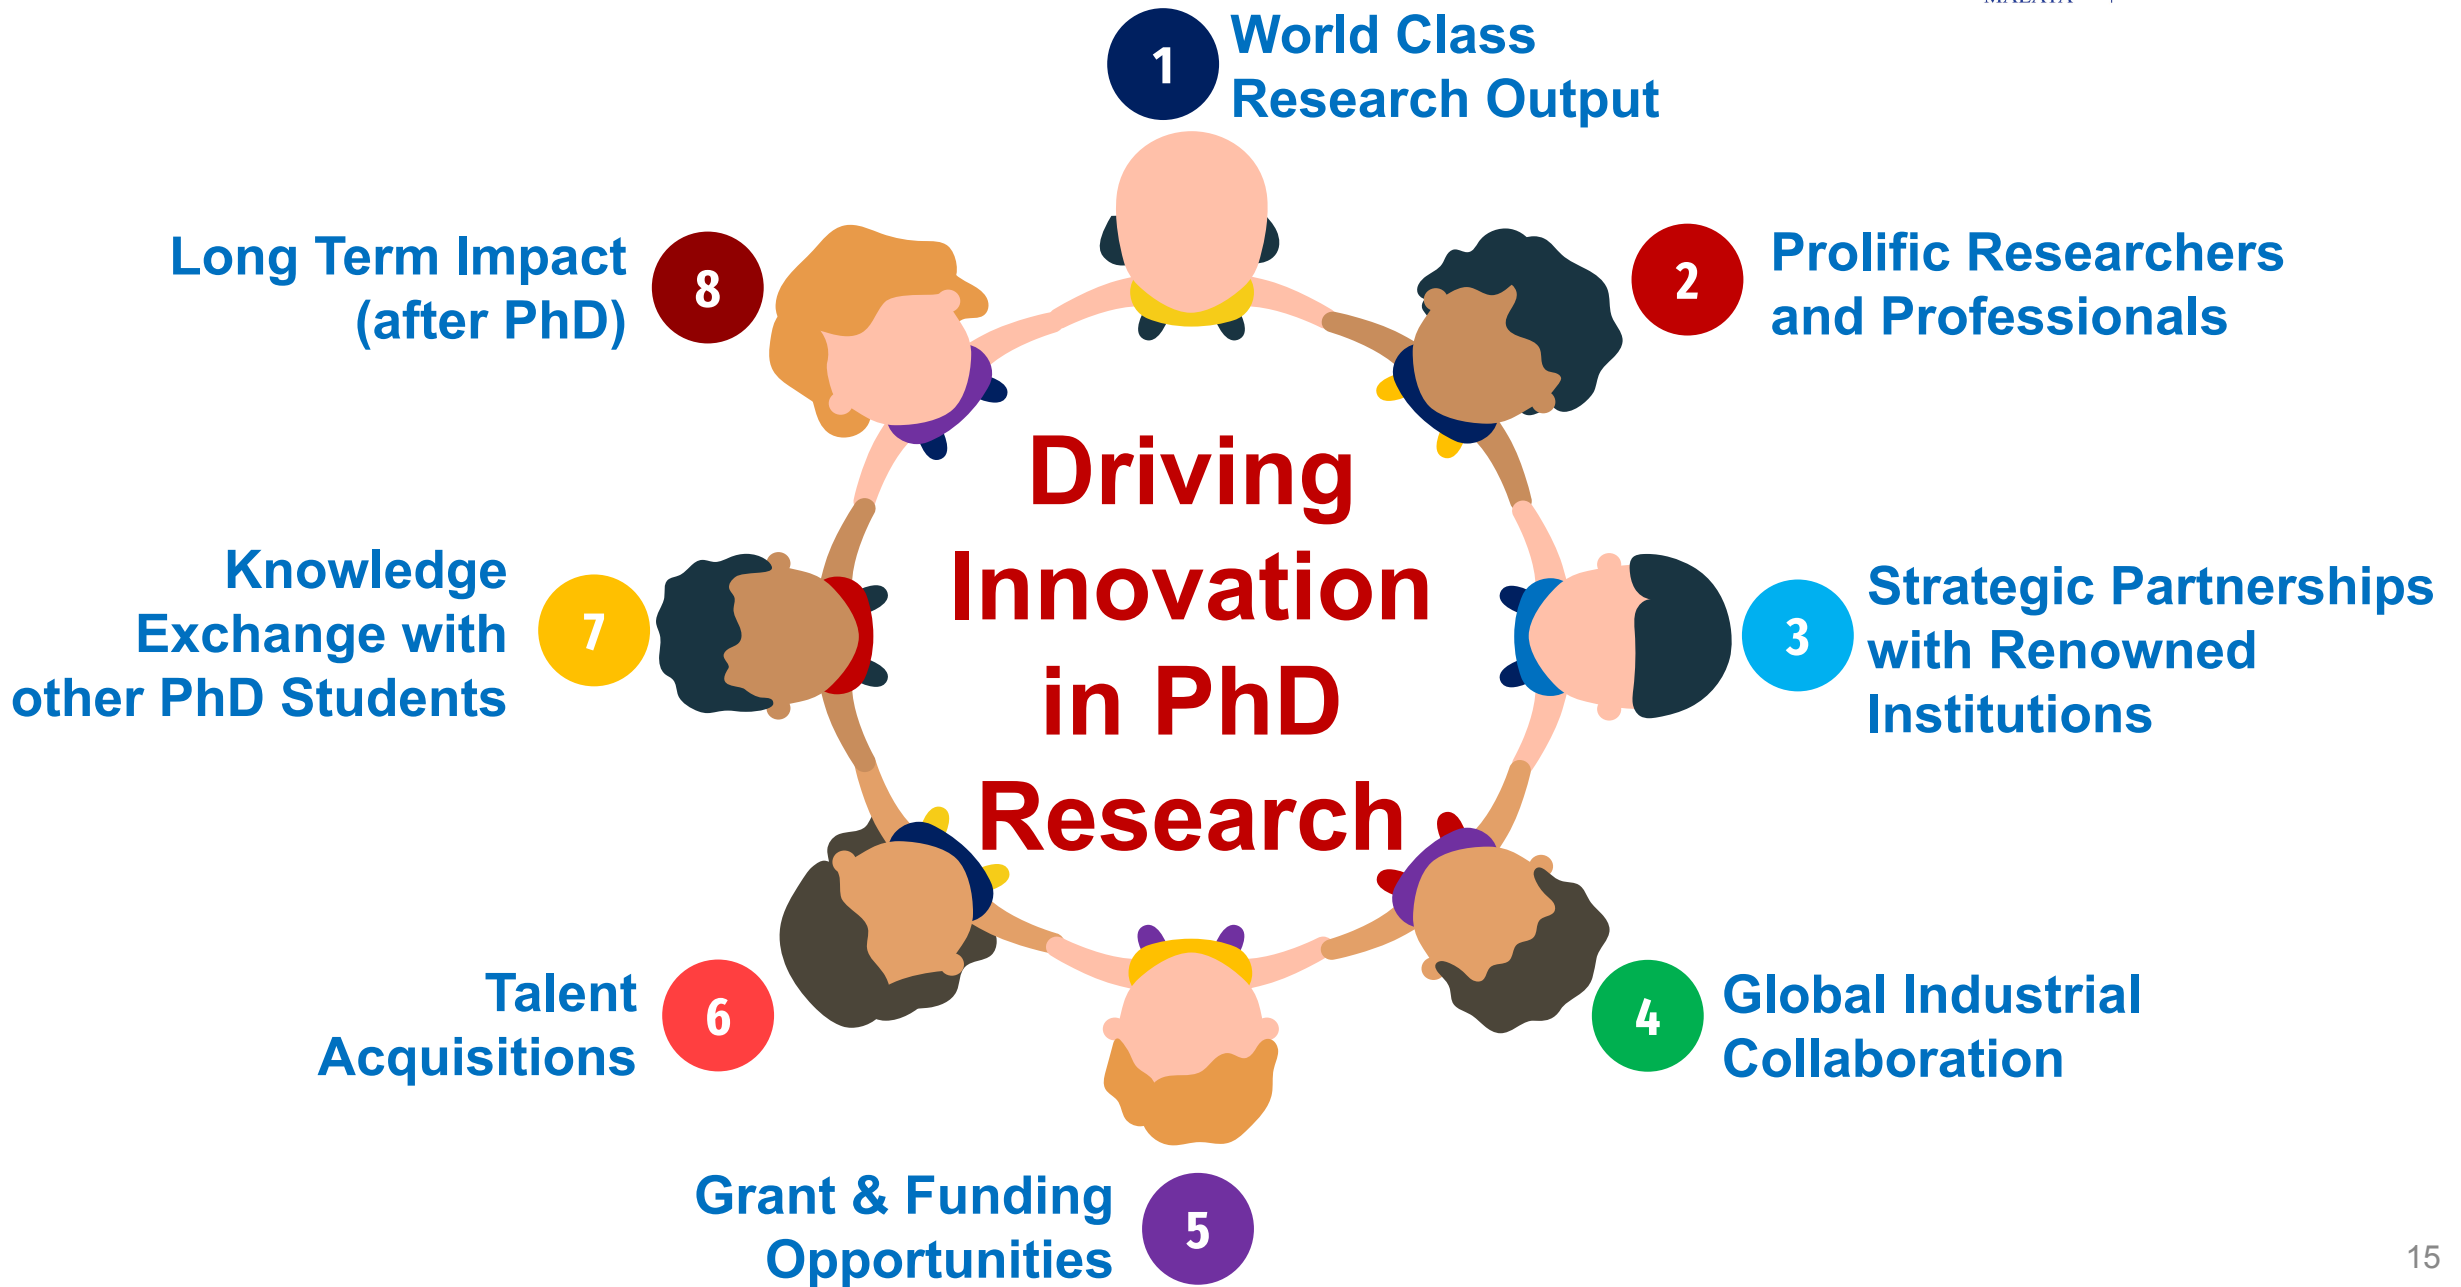 1
World Class
Research Output
2
Prolific Researchers
and Professionals
3
Strategic Partnerships
with Renowned
Institutions
4
Global Industrial
Collaboration
5
Grant & Funding
Opportunities
6
Talent
Acquisitions
7
Knowledge
Exchange with
other PhD Students
8
Long Term Impact
(after PhD)
Driving
Innovation
in PhD
Research
15